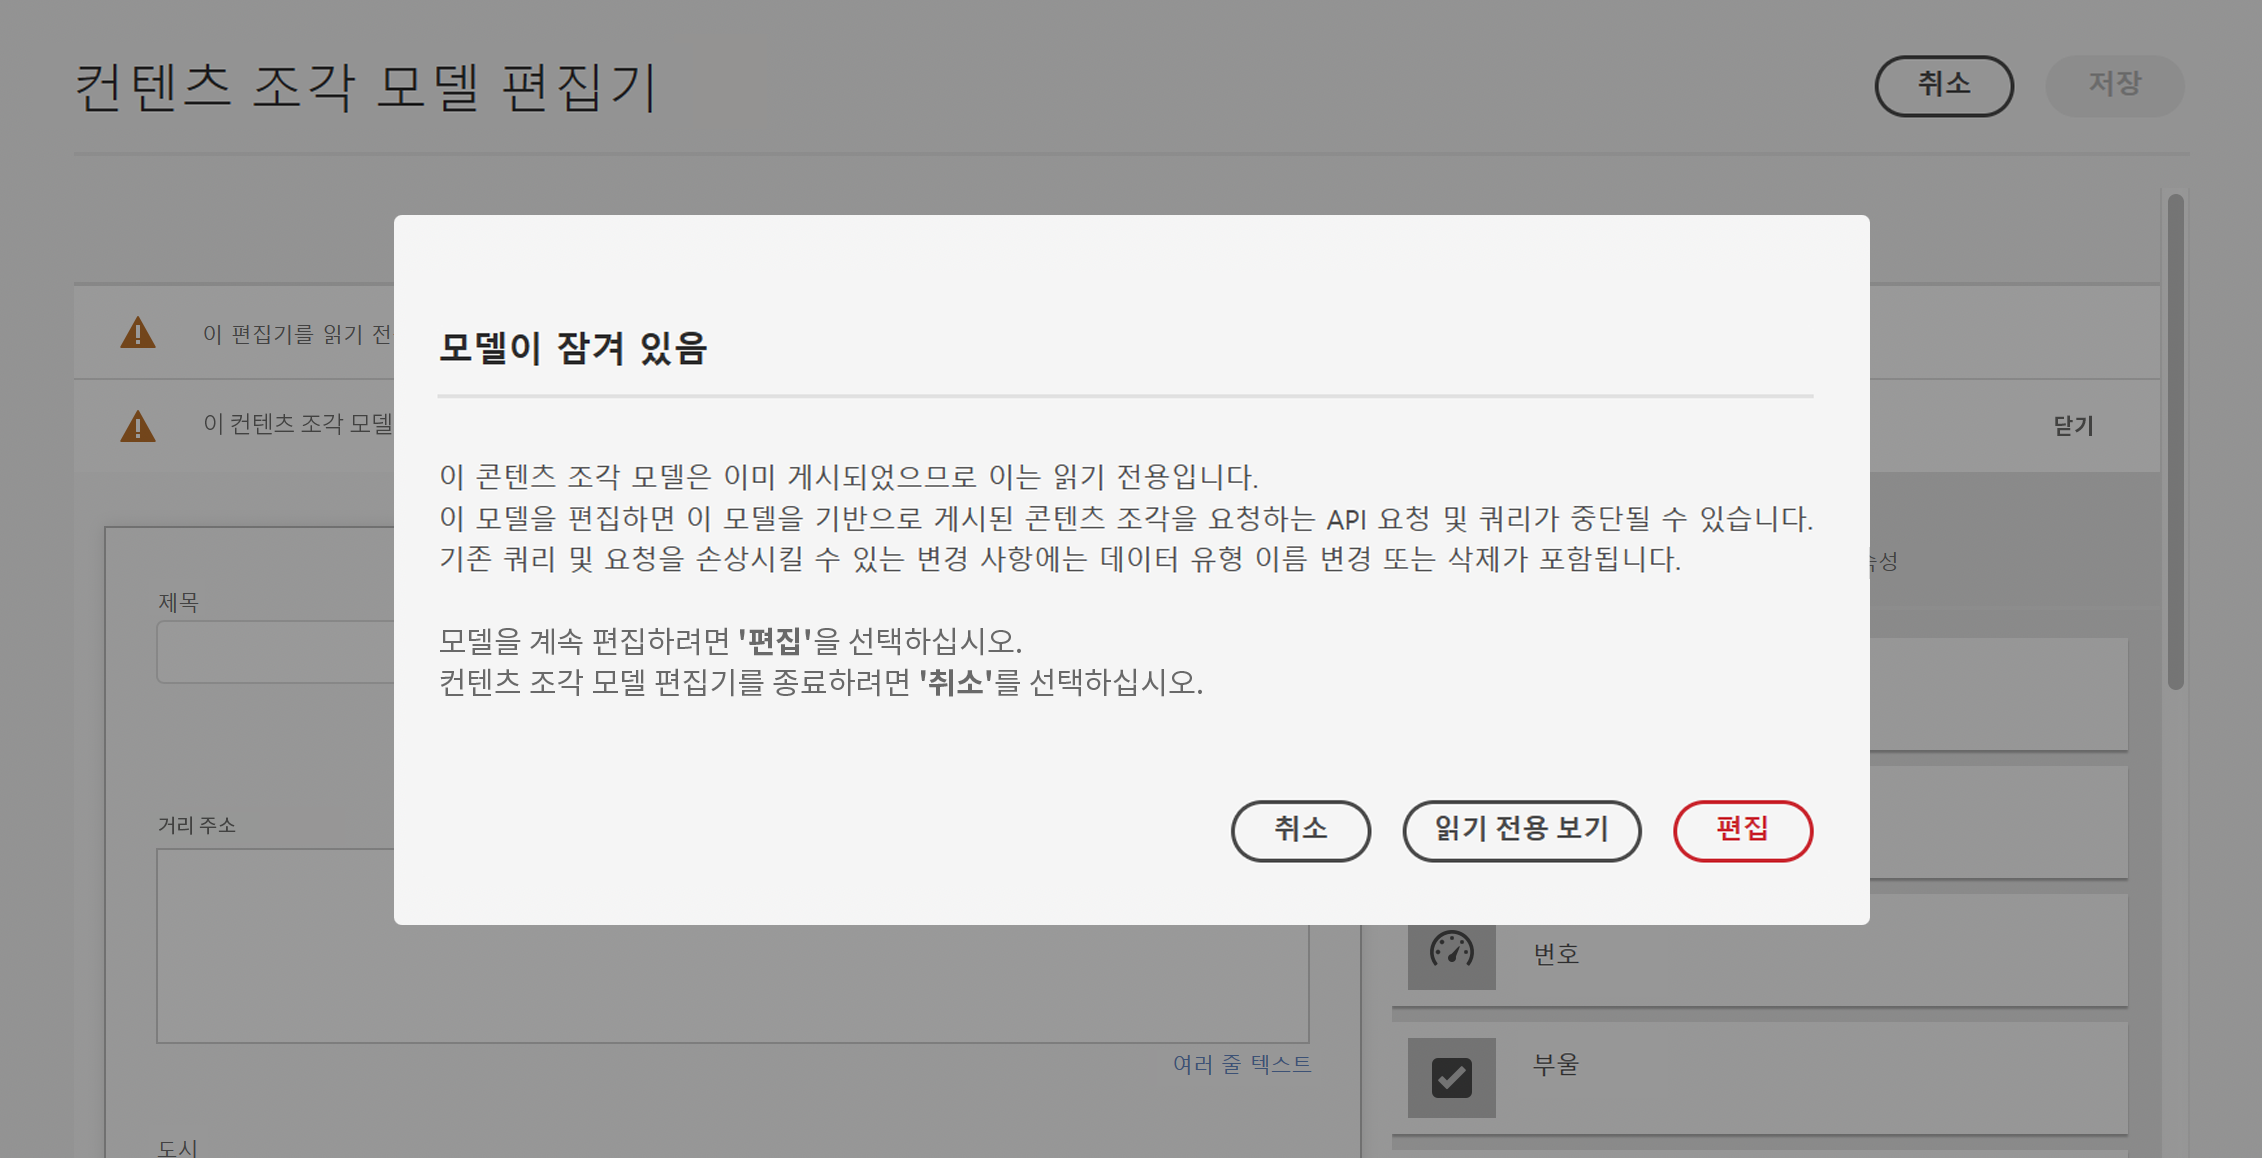 컨텐츠 조각 모델 편집기
취소
저장
이 편집기를 읽기 전
이 컨텐츠 조각 모델
닫기
모델이 잠겨 있음
이 콘텐츠 조각 모델은 이미 게시되었으므로 이는 읽기 전용입니다.
이 모델을 편집하면 이 모델을 기반으로 게시된 콘텐츠 조각을 요청하는 API 요청 및 쿼리가 중단될 수 있습니다.
기존 쿼리 및 요청을 손상시킬 수 있는 변경 사항에는 데이터 유형 이름 변경 또는 삭제가 포함됩니다.
모델을 계속 편집하려면 '편집'을 선택하십시오.
컨텐츠 조각 모델 편집기를 종료하려면 '취소'를 선택하십시오.
취소
읽기 전용 보기
편집
속성
제목
거리 주소
여러 줄 텍스트
도시
번호
부울